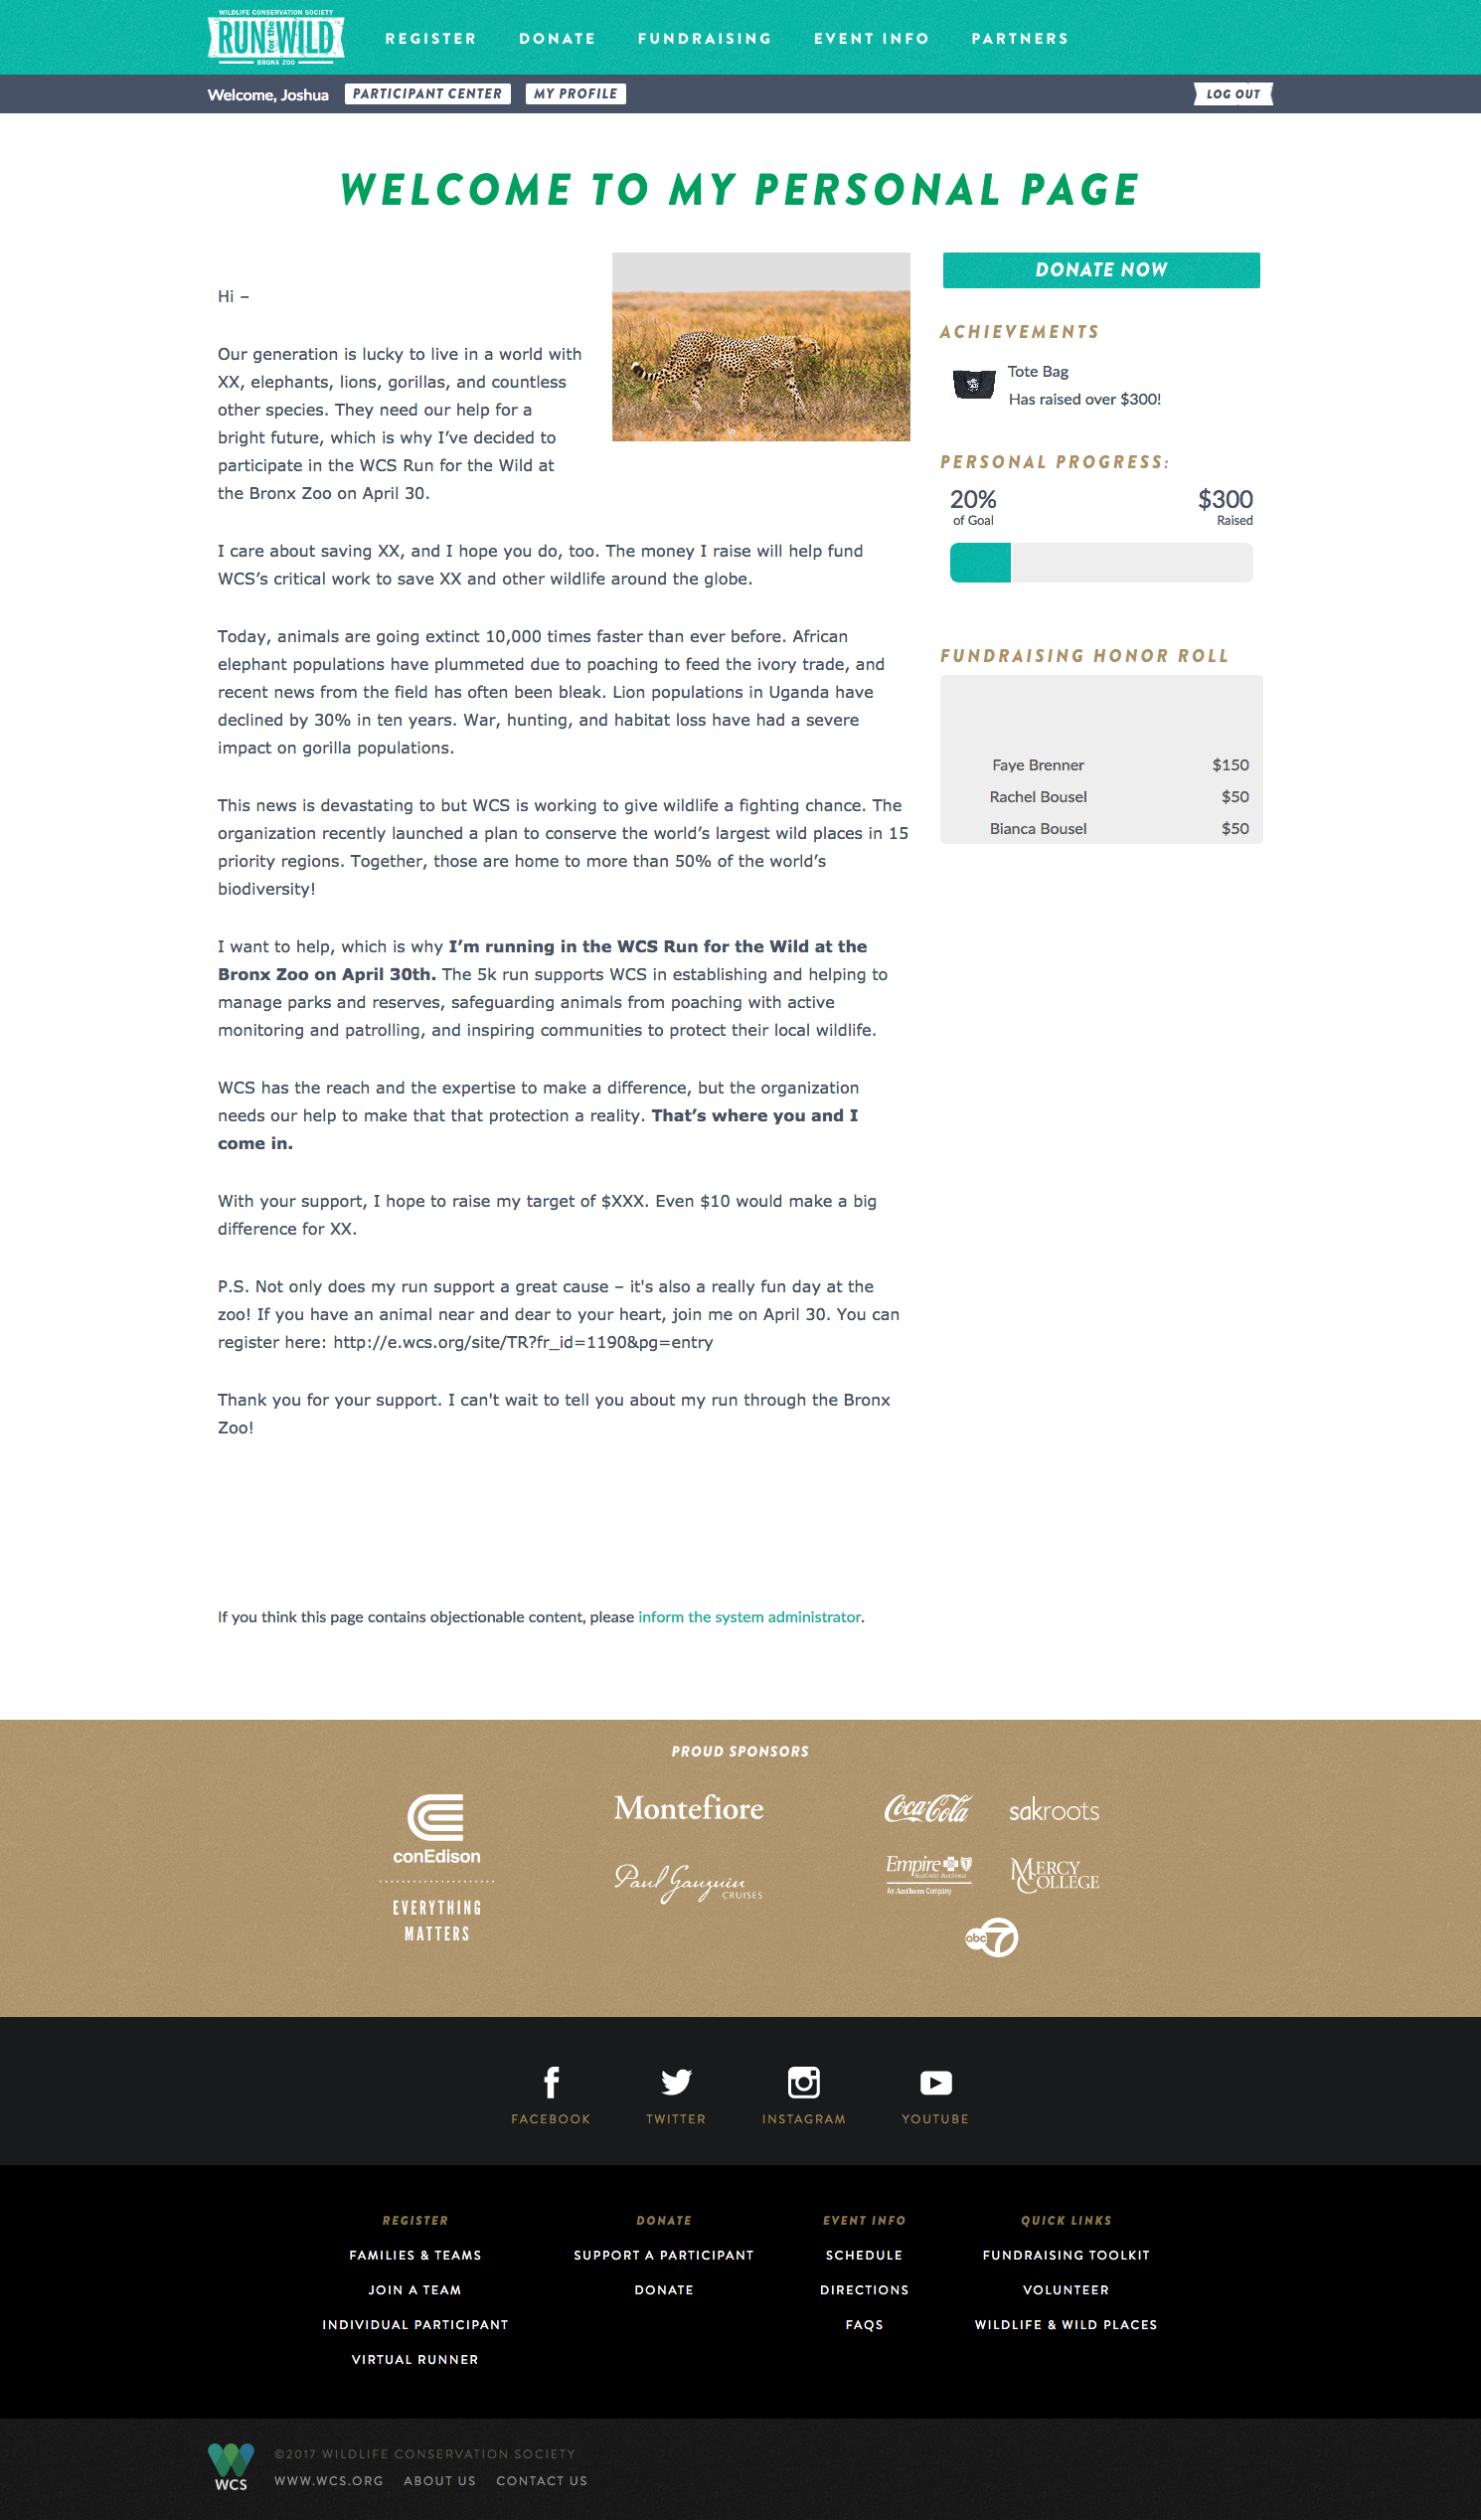 WILDLIFE CONSERVATION SOCIETY
RUN for the WILD
BRONX ZOO
REGISTER DONATE FUNDRAISING EVENT INFO PARTNERS
Welcome, Joshua PARTICIPANT CENTER MY PROFILE LOG OUT
WELCOME TO MY PERSONAL PAGE
Hi –
Our generation is lucky to live in a world with
XX, elephants, lions, gorillas, and countless
other species. They need our help for a
bright future, which is why I’ve decided to
participate in the WCS Run for the Wild at
the Bronx Zoo on April 30.
I care about saving XX, and I hope you do, too. The money I raise will help fund
WCS’s critical work to save XX and other wildlife around the globe.
Today, animals are going extinct 10,000 times faster than ever before. African
elephant populations have plummeted due to poaching to feed the ivory trade, and
recent news from the field has often been bleak. Lion populations in Uganda have
declined by 30% in ten years. War, hunting, and habitat loss have had a severe
impact on gorilla populations.
This news is devastating to but WCS is working to give wildlife a fighting chance. The
organization recently launched a plan to conserve the world’s largest wild places in 15
priority regions. Together, those are home to more than 50% of the world’s
biodiversity!
I want to help, which is why I’m running in the WCS Run for the Wild at the
Bronx Zoo on April 30th. The 5k run supports WCS in establishing and helping to
manage parks and reserves, safeguarding animals from poaching with active
monitoring and patrolling, and inspiring communities to protect their local wildlife.
WCS has the reach and the expertise to make a difference, but the organization
needs our help to make that that protection a reality. That’s where you and I
come in.
With your support, I hope to raise my target of $XXX. Even $10 would make a big
difference for XX.
P.S. Not only does my run support a great cause – it's also a really fun day at the
zoo! If you have an animal near and dear to your heart, join me on April 30. You can
register here: http://e.wcs.org/site/TR?fr_id=1190&pg=entry
Thank you for your support. I can't wait to tell you about my run through the Bronx
Zoo!
If you think this page contains objectionable content, please inform the system administrator.
DONATE NOW
ACHIEVEMENTS
Tote Bag
Has raised over $300!
PERSONAL PROGRESS:
20% $300
of Goal Raised
FUNDRAISING HONOR ROLL
Faye Brenner $150
Rachel Bousel $50
Bianca Bousel $50
PROUD SPONSORS
conEdison
EVERYTHING
MATTERS
Montefiore
Paul Gauguin
CRUISES
Coca-Cola
sakroots
Empire
BLUECROSS BLUESHIELD
An Anthem Company
MERCY
COLLEGE
abc 7
FACEBOOK TWITTER INSTAGRAM YOUTUBE
REGISTER
FAMILIES & TEAMS
JOIN A TEAM
INDIVIDUAL PARTICIPANT
VIRTUAL RUNNER
DONATE
SUPPORT A PARTICIPANT
DONATE
EVENT INFO
SCHEDULE
DIRECTIONS
FAQS
QUICK LINKS
FUNDRAISING TOOLKIT
VOLUNTEER
WILDLIFE & WILD PLACES
WCS
©2017 WILDLIFE CONSERVATION SOCIETY
WWW.WCS.ORG ABOUT US CONTACT US